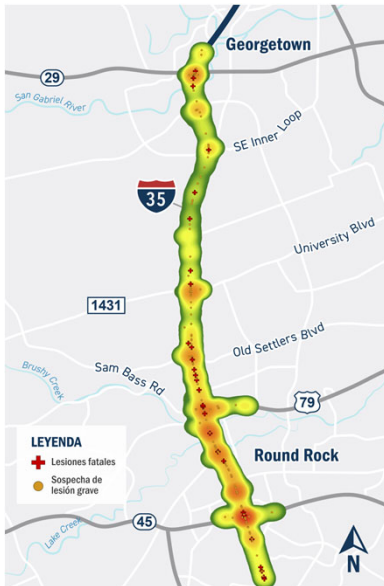 Georgetown
29
San Gabriel River
SE Inner Loop
35
University Blvd
1431
Old Settlers Blvd
Sam Bass Rd
Brushy Creek
79
LEYENDA
Lesiones fatales
Sospecha de
lesión grave
Round Rock
Lake Creek
45
N